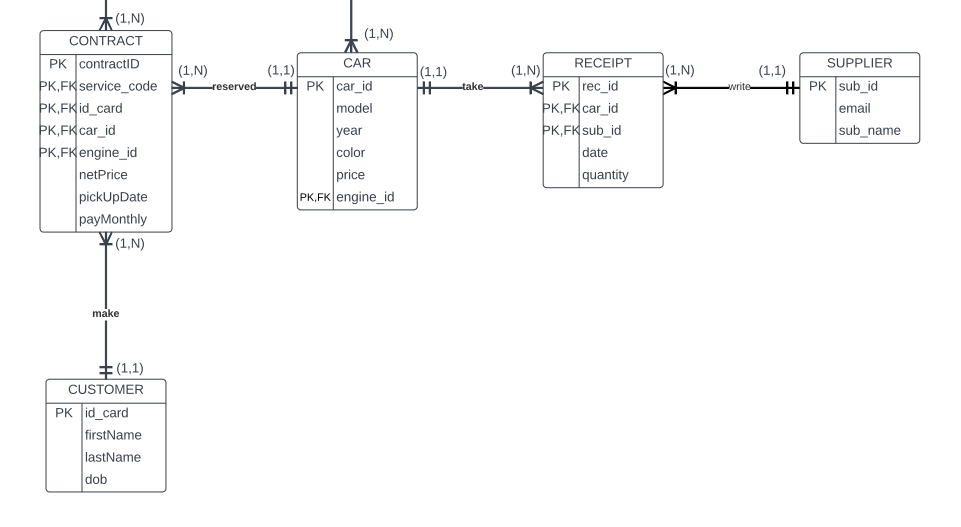 (1,N)
CONTRACT
PK contractID
PK,FK service_code
PK,FK id_card
PK,FK car_id
PK,FK engine_id
netPrice
pickUpDate
payMonthly
(1,N) reserved (1,1)
(1,N)
CAR
PK car_id
model
year
color
price
PK,FK engine_id
(1,1) take (1,N)
RECEIPT
PK rec_id
PK,FK car_id
PK,FK sub_id
date
quantity
(1,N) write (1,1)
SUPPLIER
PK sub_id
email
sub_name
(1,N)
make
(1,1)
CUSTOMER
PK id_card
firstName
lastName
dob